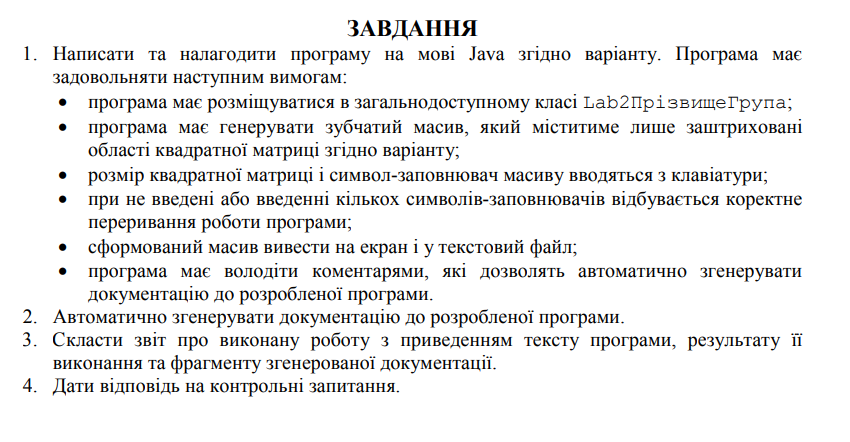 ЗАВДАННЯ
1. Написати та налагодити програму на мові Java згідно варіанту. Програма має
задовольняти наступним вимогам:
• програма має розміщуватися в загальнодоступному класі Lab2ПрізвищеГрупа;
• програма має генерувати зубчатий масив, який міститиме лише заштриховані
області квадратної матриці згідно варіанту;
• розмір квадратної матриці і символ-заповнювач масиву вводяться з клавіатури;
• при не введені або введенні кількох символів-заповнювачів відбувається коректне
переривання роботи програми;
• сформований масив вивести на екран і у текстовий файл;
• програма має володіти коментарями, які дозволять автоматично згенерувати
документацію до розробленої програми.
2. Автоматично згенерувати документацію до розробленої програми.
3. Скласти звіт про виконану роботу з приведенням тексту програми, результату її
виконання та фрагменту згенерованої документації.
4. Дати відповідь на контрольні запитання.